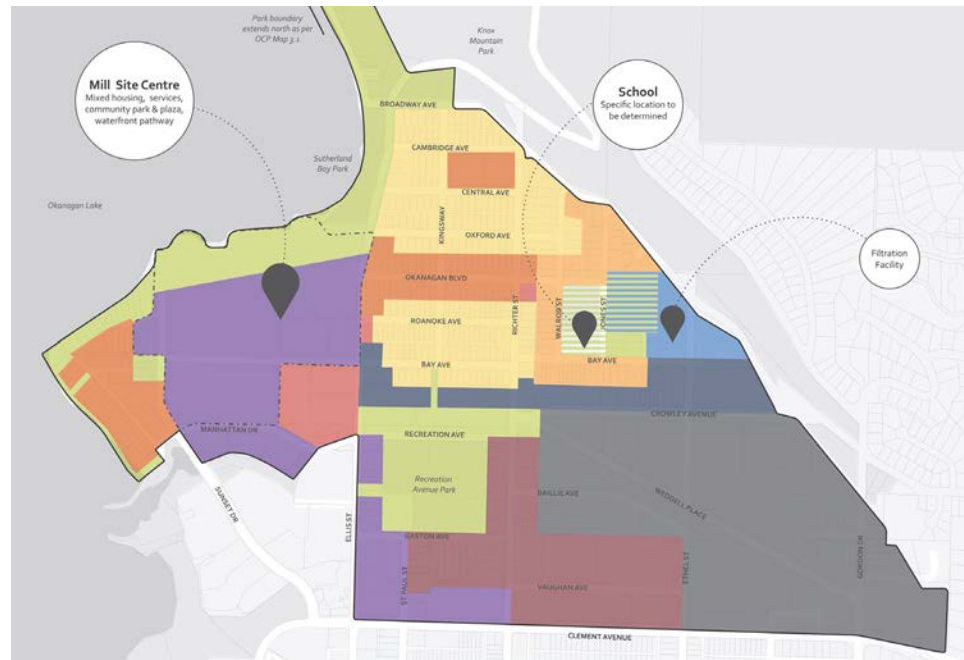 Park boundary
extends north as per
OCP Map 3.1.
Knox
Mountain
Park
Mill Site Centre
Mixed housing, services,
community park & plaza,
waterfront pathway
School
Specific location to
be determined
BROADWAY AVE
CAMBRIDGE AVE
Sutherland
Bay Park
CENTRAL AVE
Okanagan Lake
KINGSWAY
OXFORD AVE
Filtration
Facility
OKANAGAN BLVD
RICHTER ST
WALROD ST
JONES ST
ROANOKE AVE
BAY AVE
BAY AVE
CROWLEY AVENUE
MANHATTAN DR
RECREATION AVE
Recreation
Avenue Park
BAILLIE AVE
WEDDELL PLACE
SUNSET DR
ELLIS ST
GASTON AVE
ST PAUL ST
ETHEL ST
GORDON DR
VAUGHAN AVE
CLEMENT AVENUE